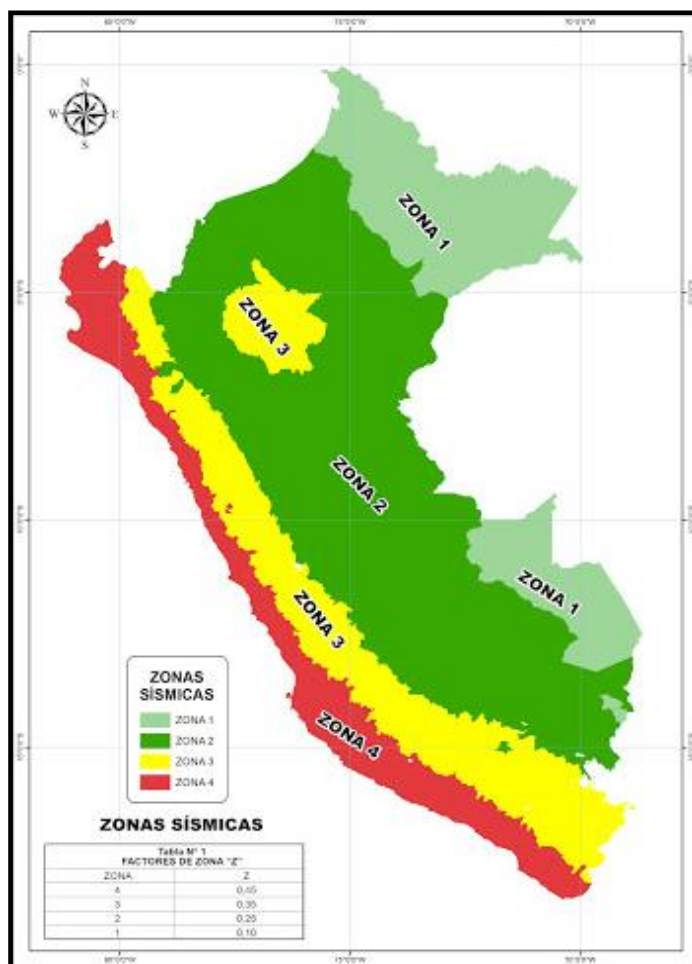 N
W E
S
ZONA 1
ZONA 3
ZONA 2
ZONA 1
ZONA 3
ZONA 4
ZONAS
SÍSMICAS
ZONA 1
ZONA 2
ZONA 3
ZONA 4
ZONAS SÍSMICAS
Tabla N° 1
FACTORES DE ZONA "Z"
ZONA Z
4 0,45
3 0,35
2 0,25
1 0,10